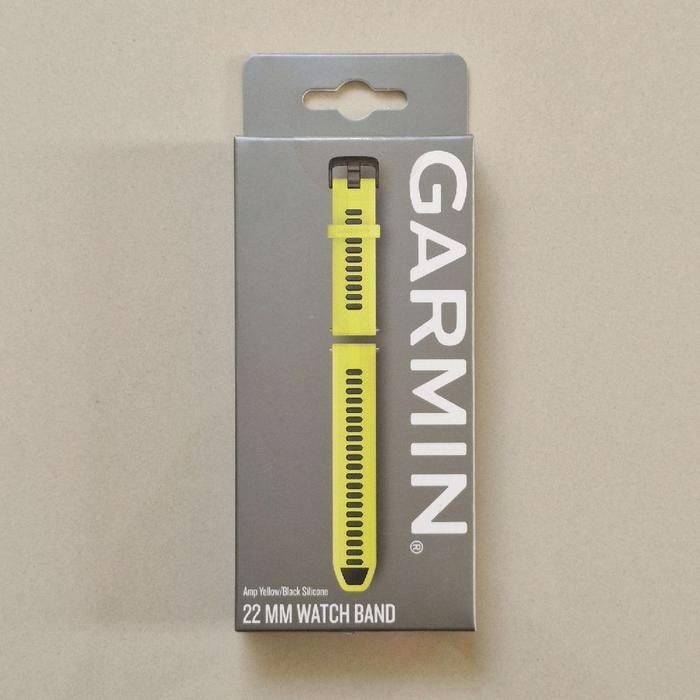 GARMIN®
Amp Yellow/Black Silicone
22 MM WATCH BAND